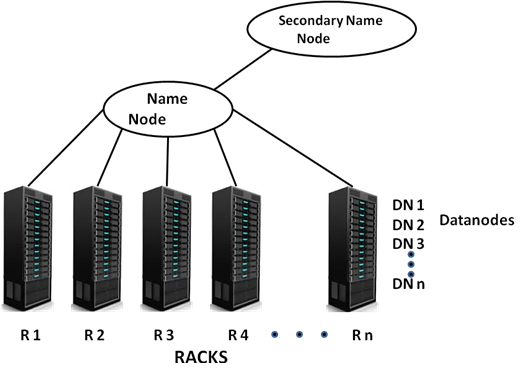 Secondary Name
Node
Name
Node
DN 1
DN 2
Datanodes
DN 3
DN n
R 1
R 2
R 3
R 4
R n
RACKS